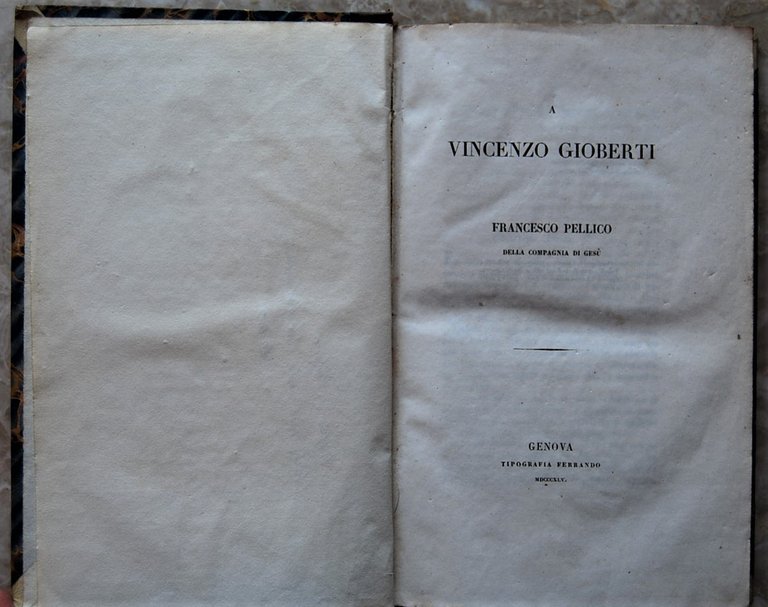 A
VINCENZO GIOBERTI
FRANCESCO PELLICO
DELLA COMPAGNIA DI GESÙ
GENOVA
TIPOGRAFIA FERRANDO
MDCCCXLV.